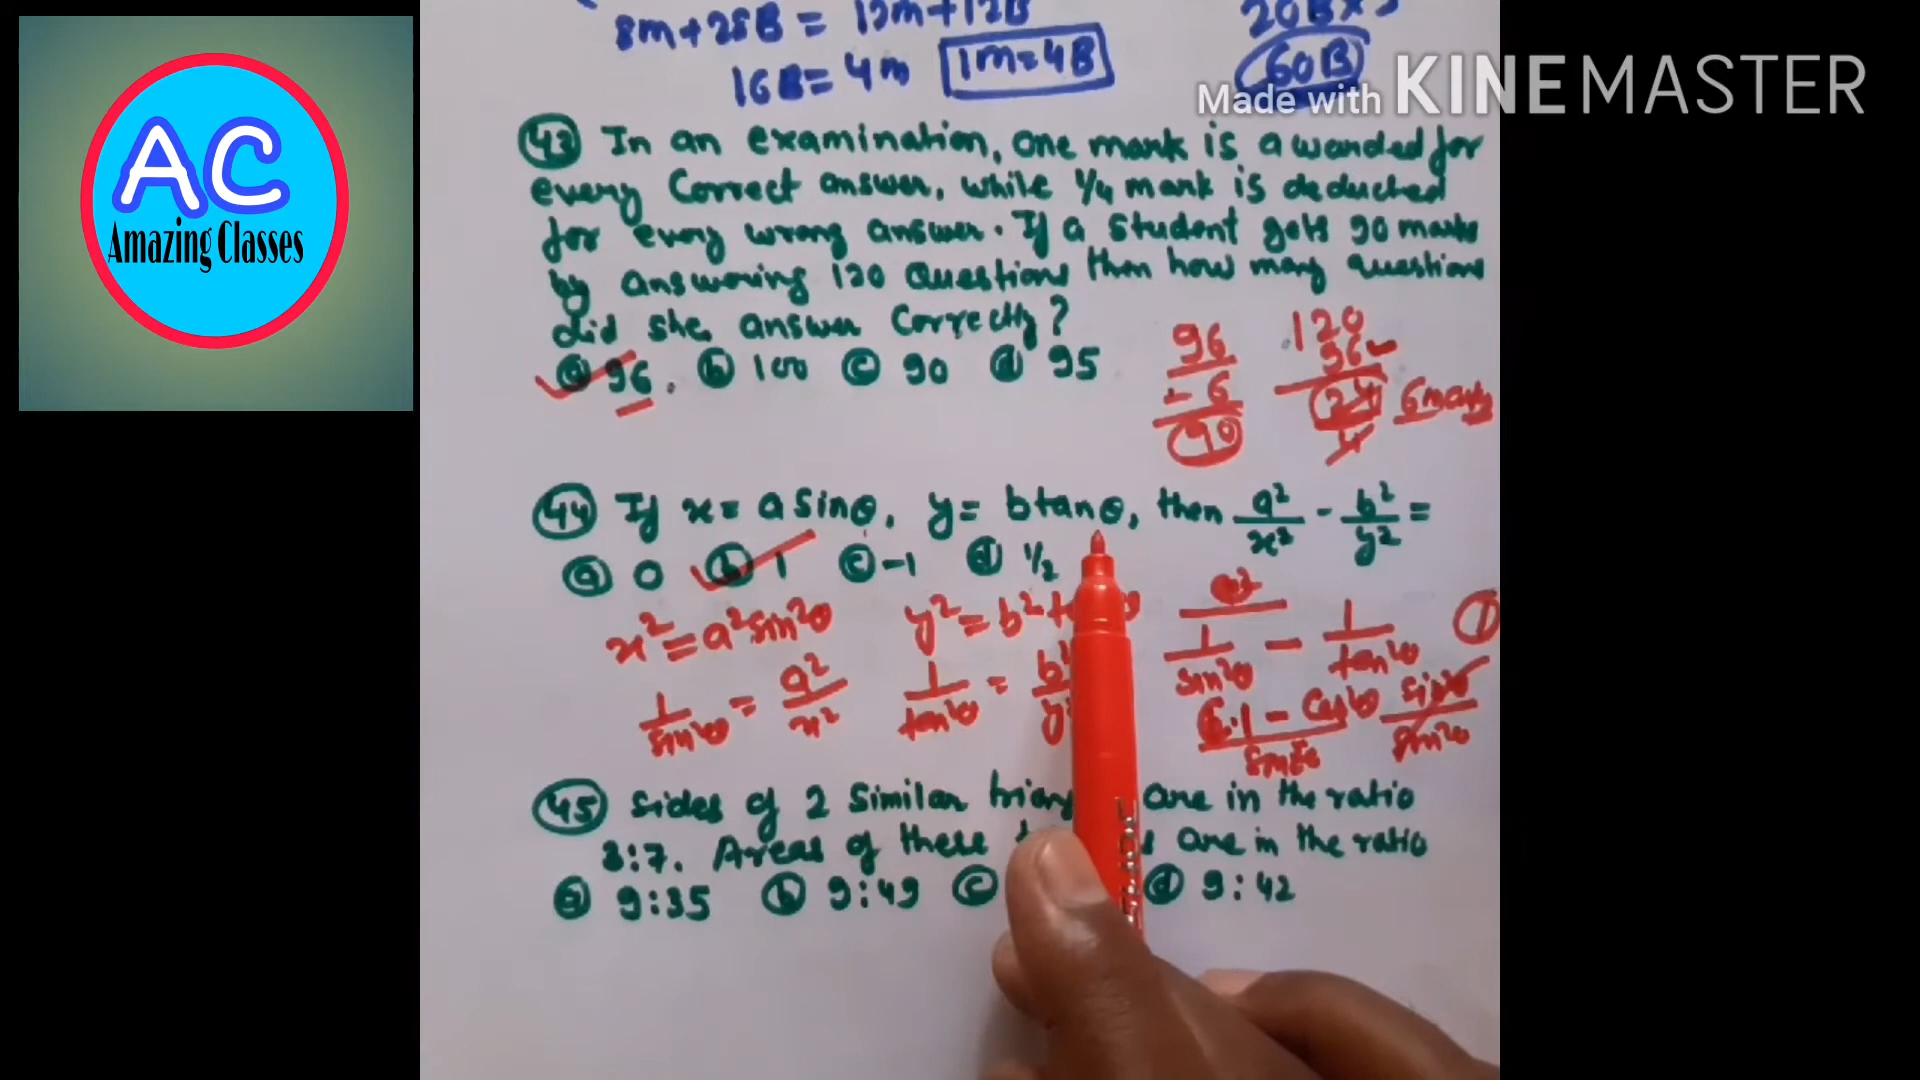 8m+28B = 12m+12B
16B = 4m 1m=4B
60B
Made with KINEMASTER
AC
Amazing Classes
43 In an examination, one mark is awarded for
every Correct answer, while 1/4 mark is deducted
for every wrong answer. If a student gets 90 marks
by answering 120 Questions then how many questions
did she answer Correctly?
a 96. b 100 c 90 d 95
96
- 6
90
120
96
24 6marks
4
44 If x = a Sinθ, y = b tanθ, then a²/x² - b²/y² =
a 0 b 1 c -1 d 1/2
x² = a² sin²θ y² = b²
1/sin²θ = a²/x² 1/tan²θ =
1/sin²θ - 1/tan²θ 1
1 - Cos²θ/sin²θ sin²θ/sin²θ
45 Sides of 2 Similar are in the ratio
3:7. Areas of these are in the ratio
a 9:35 b 9:49 c d 9:42